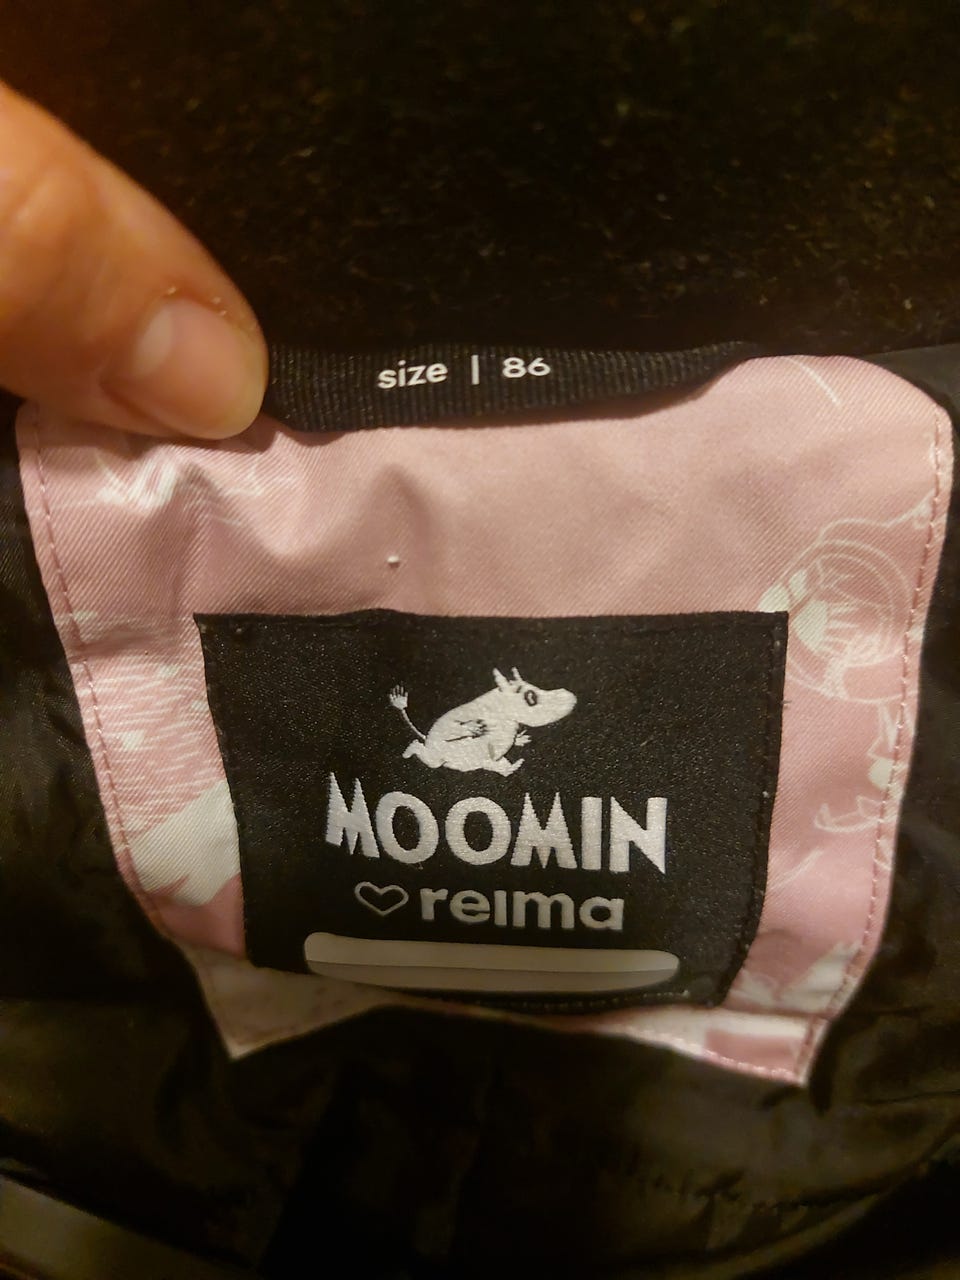 size | 86
MOOMIN
♡ reima